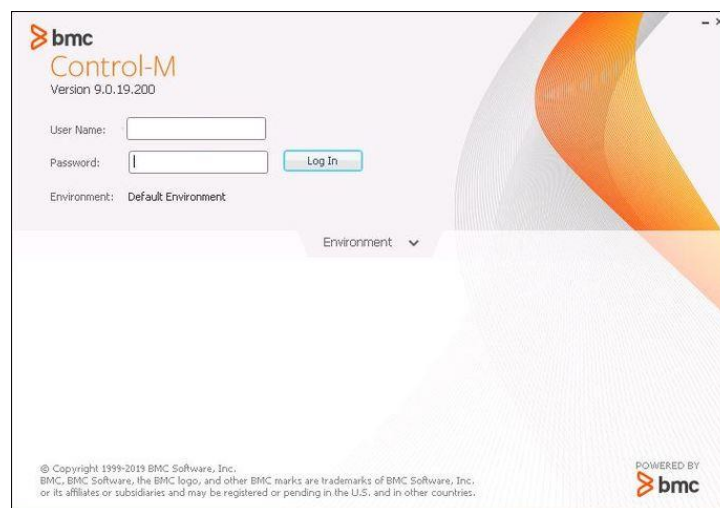 bmc
Control-M
Version 9.0.19.200
User Name:
Password:
Log In
Environment: Default Environment
Environment
© Copyright 1999-2019 BMC Software, Inc.
BMC, BMC Software, the BMC logo, and other BMC marks are trademarks of BMC Software, Inc.
or its affiliates or subsidiaries and may be registered or pending in the U.S. and in other countries.
POWERED BY
bmc